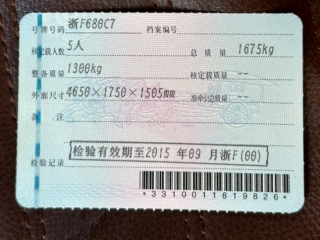 号牌号码 浙F680C7 档案编号
核定载人数 5人 总质量 1675kg
整备质量 1300kg 核定载质量 --
外廓尺寸 4650×1750×1505mm 准牵引总质量 --
备注
检验记录 检验有效期至2015 年09 月浙F(00)
*3310011819826*